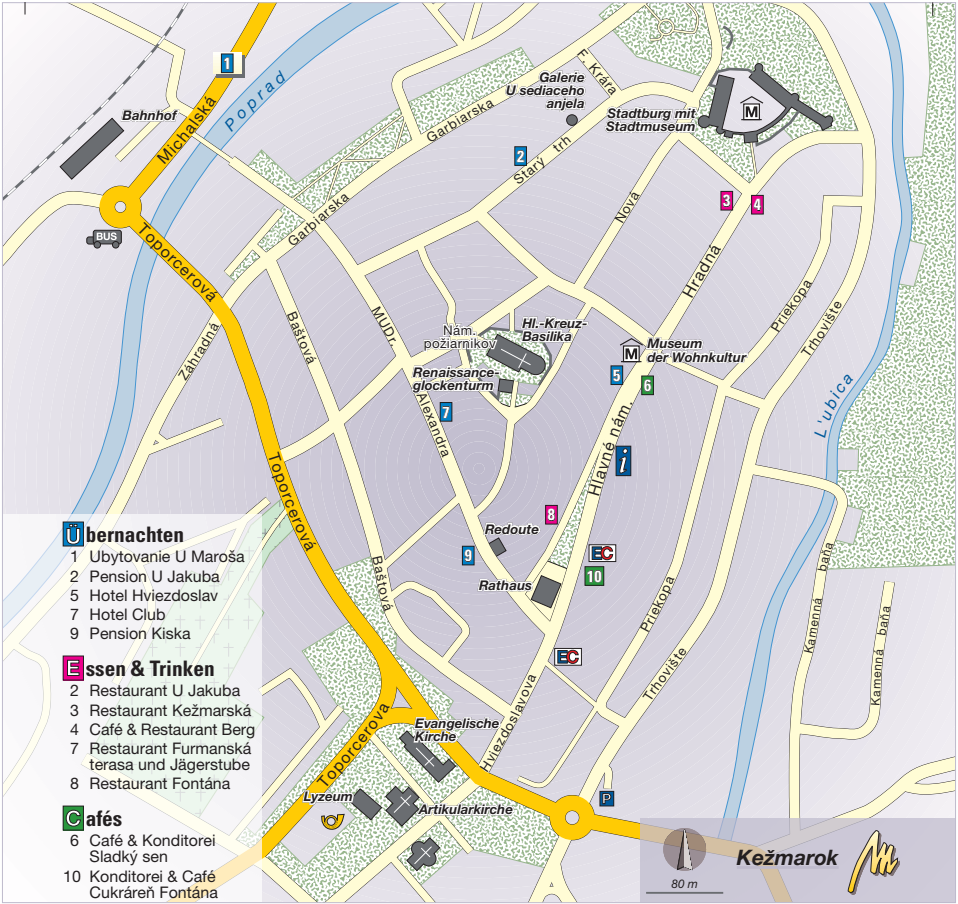 1
Poprad
Bahnhof
Michalská
BUS
Toporcerová
Garbiarska
F. Kráľa
Galerie
U sediaceho
anjela
Stadtburg mit
Stadtmuseum
M
2
Starý trh
Garbiarska
Nová
3
4
Hradná
Priekopa
Trhovište
Záhradná
Baštová
MUDr.
Alexandra
Nám.
požiarnikov
Hl.-Kreuz-
Basilika
Renaissance-
glockenturm
M
Museum
der Wohnkultur
5
6
7
Hlavné nám.
i
L'ubica
Toporcerová
8
Redoute
9
EC
10
Rathaus
Baštová
EC
Priekopa
Trhovište
Kamenná baňa
Kamenná baňa
Hviezdoslavova
Toporcerova
Evangelische
Kirche
Lyzeum
Artikularkirche
P
Übernachten
1 Ubytovanie U Maroša
2 Pension U Jakuba
5 Hotel Hviezdoslav
7 Hotel Club
9 Pension Kiska
Essen & Trinken
2 Restaurant U Jakuba
3 Restaurant Kežmarská
4 Café & Restaurant Berg
7 Restaurant Furmanská
terasa und Jägerstube
8 Restaurant Fontána
Cafés
6 Café & Konditorei
Sladký sen
10 Konditorei & Café
Cukráreň Fontána
80 m
Kežmarok